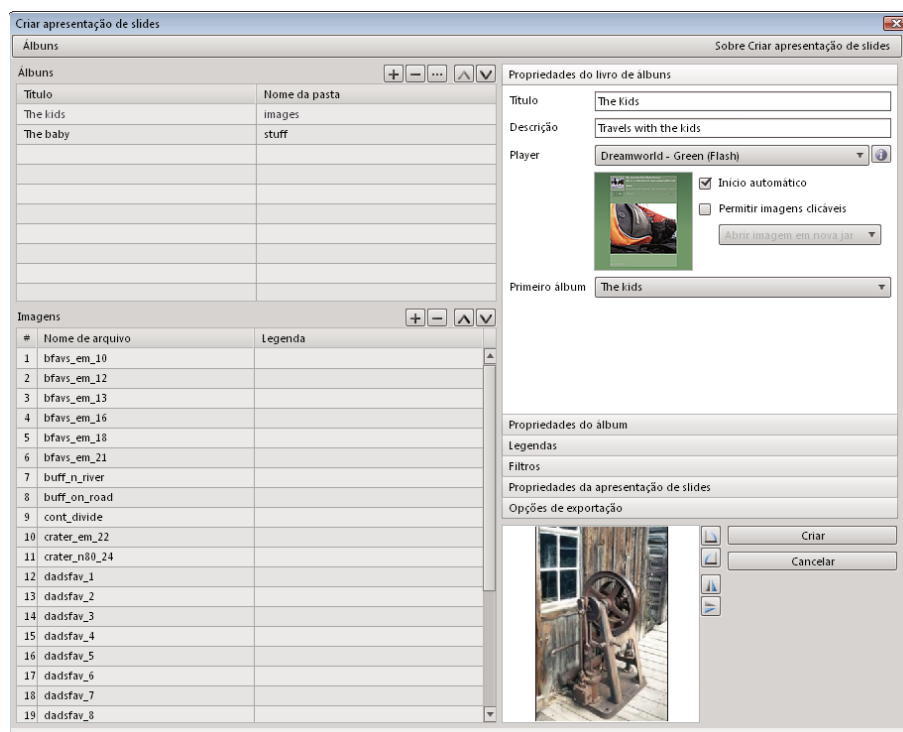 Criar apresentação de slides
Álbuns
Sobre Criar apresentação de slides
Álbuns
Título Nome da pasta
The kids images
The baby stuff
Imagens
# Nome de arquivo Legenda
1 bfavs_em_10
2 bfavs_em_12
3 bfavs_em_13
4 bfavs_em_16
5 bfavs_em_18
6 bfavs_em_21
7 buff_n_river
8 buff_on_road
9 cont_divide
10 crater_em_22
11 crater_n80_24
12 dadsfav_1
13 dadsfav_2
14 dadsfav_3
15 dadsfav_4
16 dadsfav_5
17 dadsfav_6
18 dadsfav_7
19 dadsfav_8
Propriedades do livro de álbuns
Título The Kids
Descrição Travels with the kids
Player Dreamworld - Green (Flash)
Início automático
Permitir imagens clicáveis
Abrir imagem em nova jar
Primeiro álbum The kids
Propriedades do álbum
Legendas
Filtros
Propriedades da apresentação de slides
Opções de exportação
Criar
Cancelar